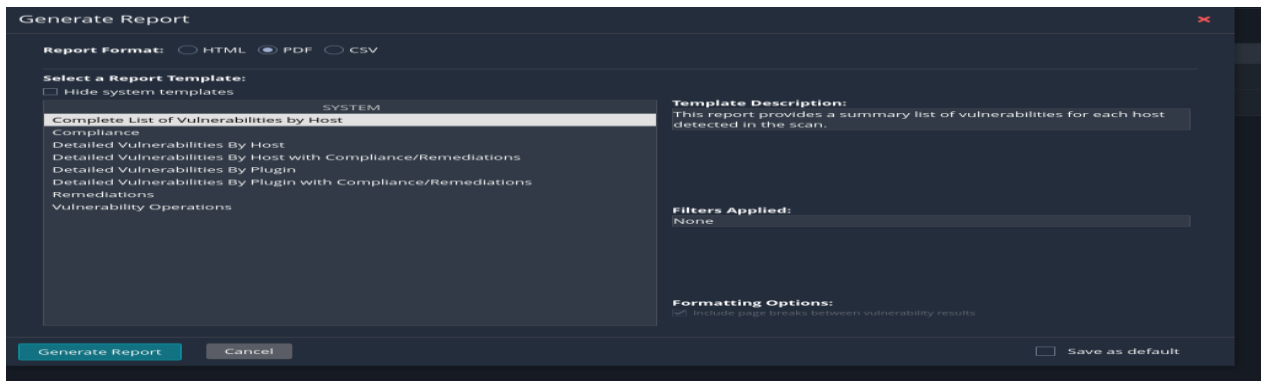 Generate Report
Report Format: HTML PDF CSV
Select a Report Template:
Hide system templates
SYSTEM
Complete List of Vulnerabilities by Host
Compliance
Detailed Vulnerabilities By Host
Detailed Vulnerabilities By Host with Compliance/Remediations
Detailed Vulnerabilities By Plugin
Detailed Vulnerabilities By Plugin with Compliance/Remediations
Remediations
Vulnerability Operations
Template Description:
This report provides a summary list of vulnerabilities for each host
detected in the scan.
Filters Applied:
None
Formatting Options:
Include page breaks between vulnerability results
Generate Report Cancel Save as default